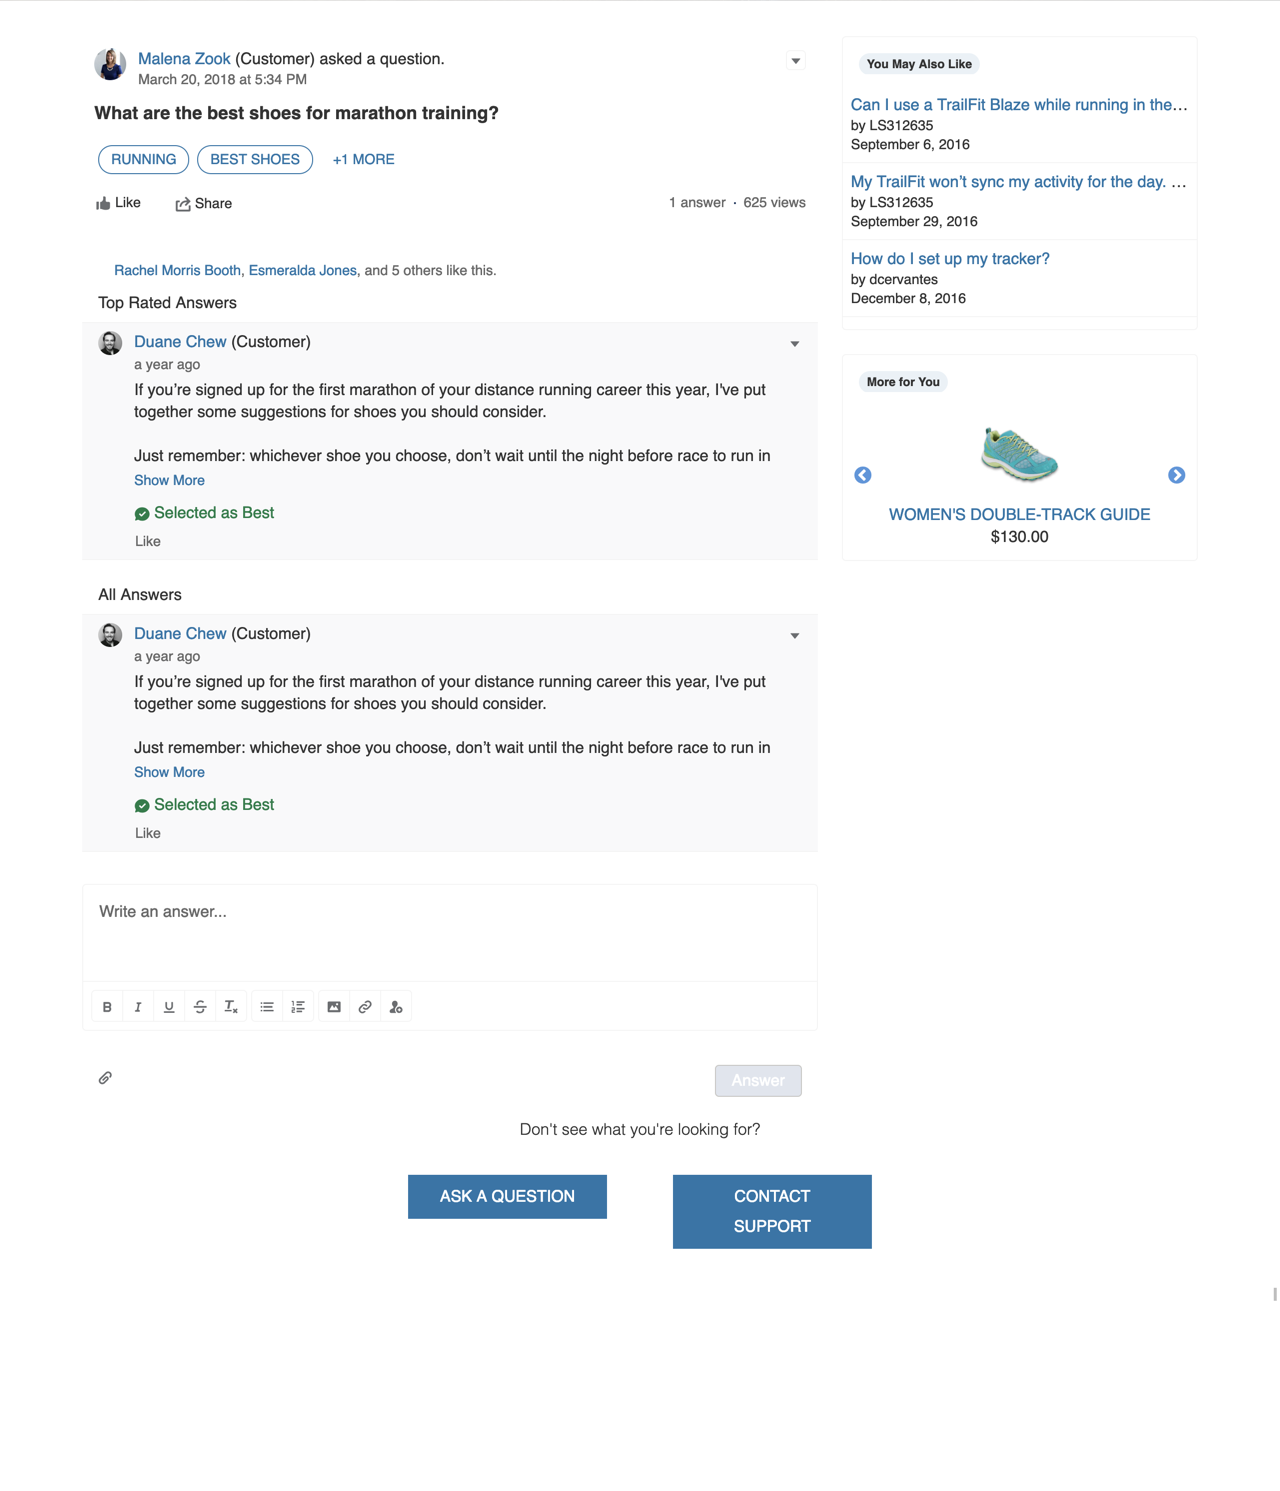 Malena Zook (Customer) asked a question.
March 20, 2018 at 5:34 PM
What are the best shoes for marathon training?
RUNNING
BEST SHOES
+1 MORE
Like
Share
1 answer · 625 views
Rachel Morris Booth, Esmeralda Jones, and 5 others like this.
Top Rated Answers
Duane Chew (Customer)
a year ago
If you’re signed up for the first marathon of your distance running career this year, I've put
together some suggestions for shoes you should consider.
Just remember: whichever shoe you choose, don’t wait until the night before race to run in
Show More
Selected as Best
Like
All Answers
Duane Chew (Customer)
a year ago
If you’re signed up for the first marathon of your distance running career this year, I've put
together some suggestions for shoes you should consider.
Just remember: whichever shoe you choose, don’t wait until the night before race to run in
Show More
Selected as Best
Like
Write an answer...
Answer
Don't see what you're looking for?
ASK A QUESTION
CONTACT
SUPPORT
You May Also Like
Can I use a TrailFit Blaze while running in the...
by LS312635
September 6, 2016
My TrailFit won’t sync my activity for the day. ...
by LS312635
September 29, 2016
How do I set up my tracker?
by dcervantes
December 8, 2016
More for You
WOMEN'S DOUBLE-TRACK GUIDE
$130.00